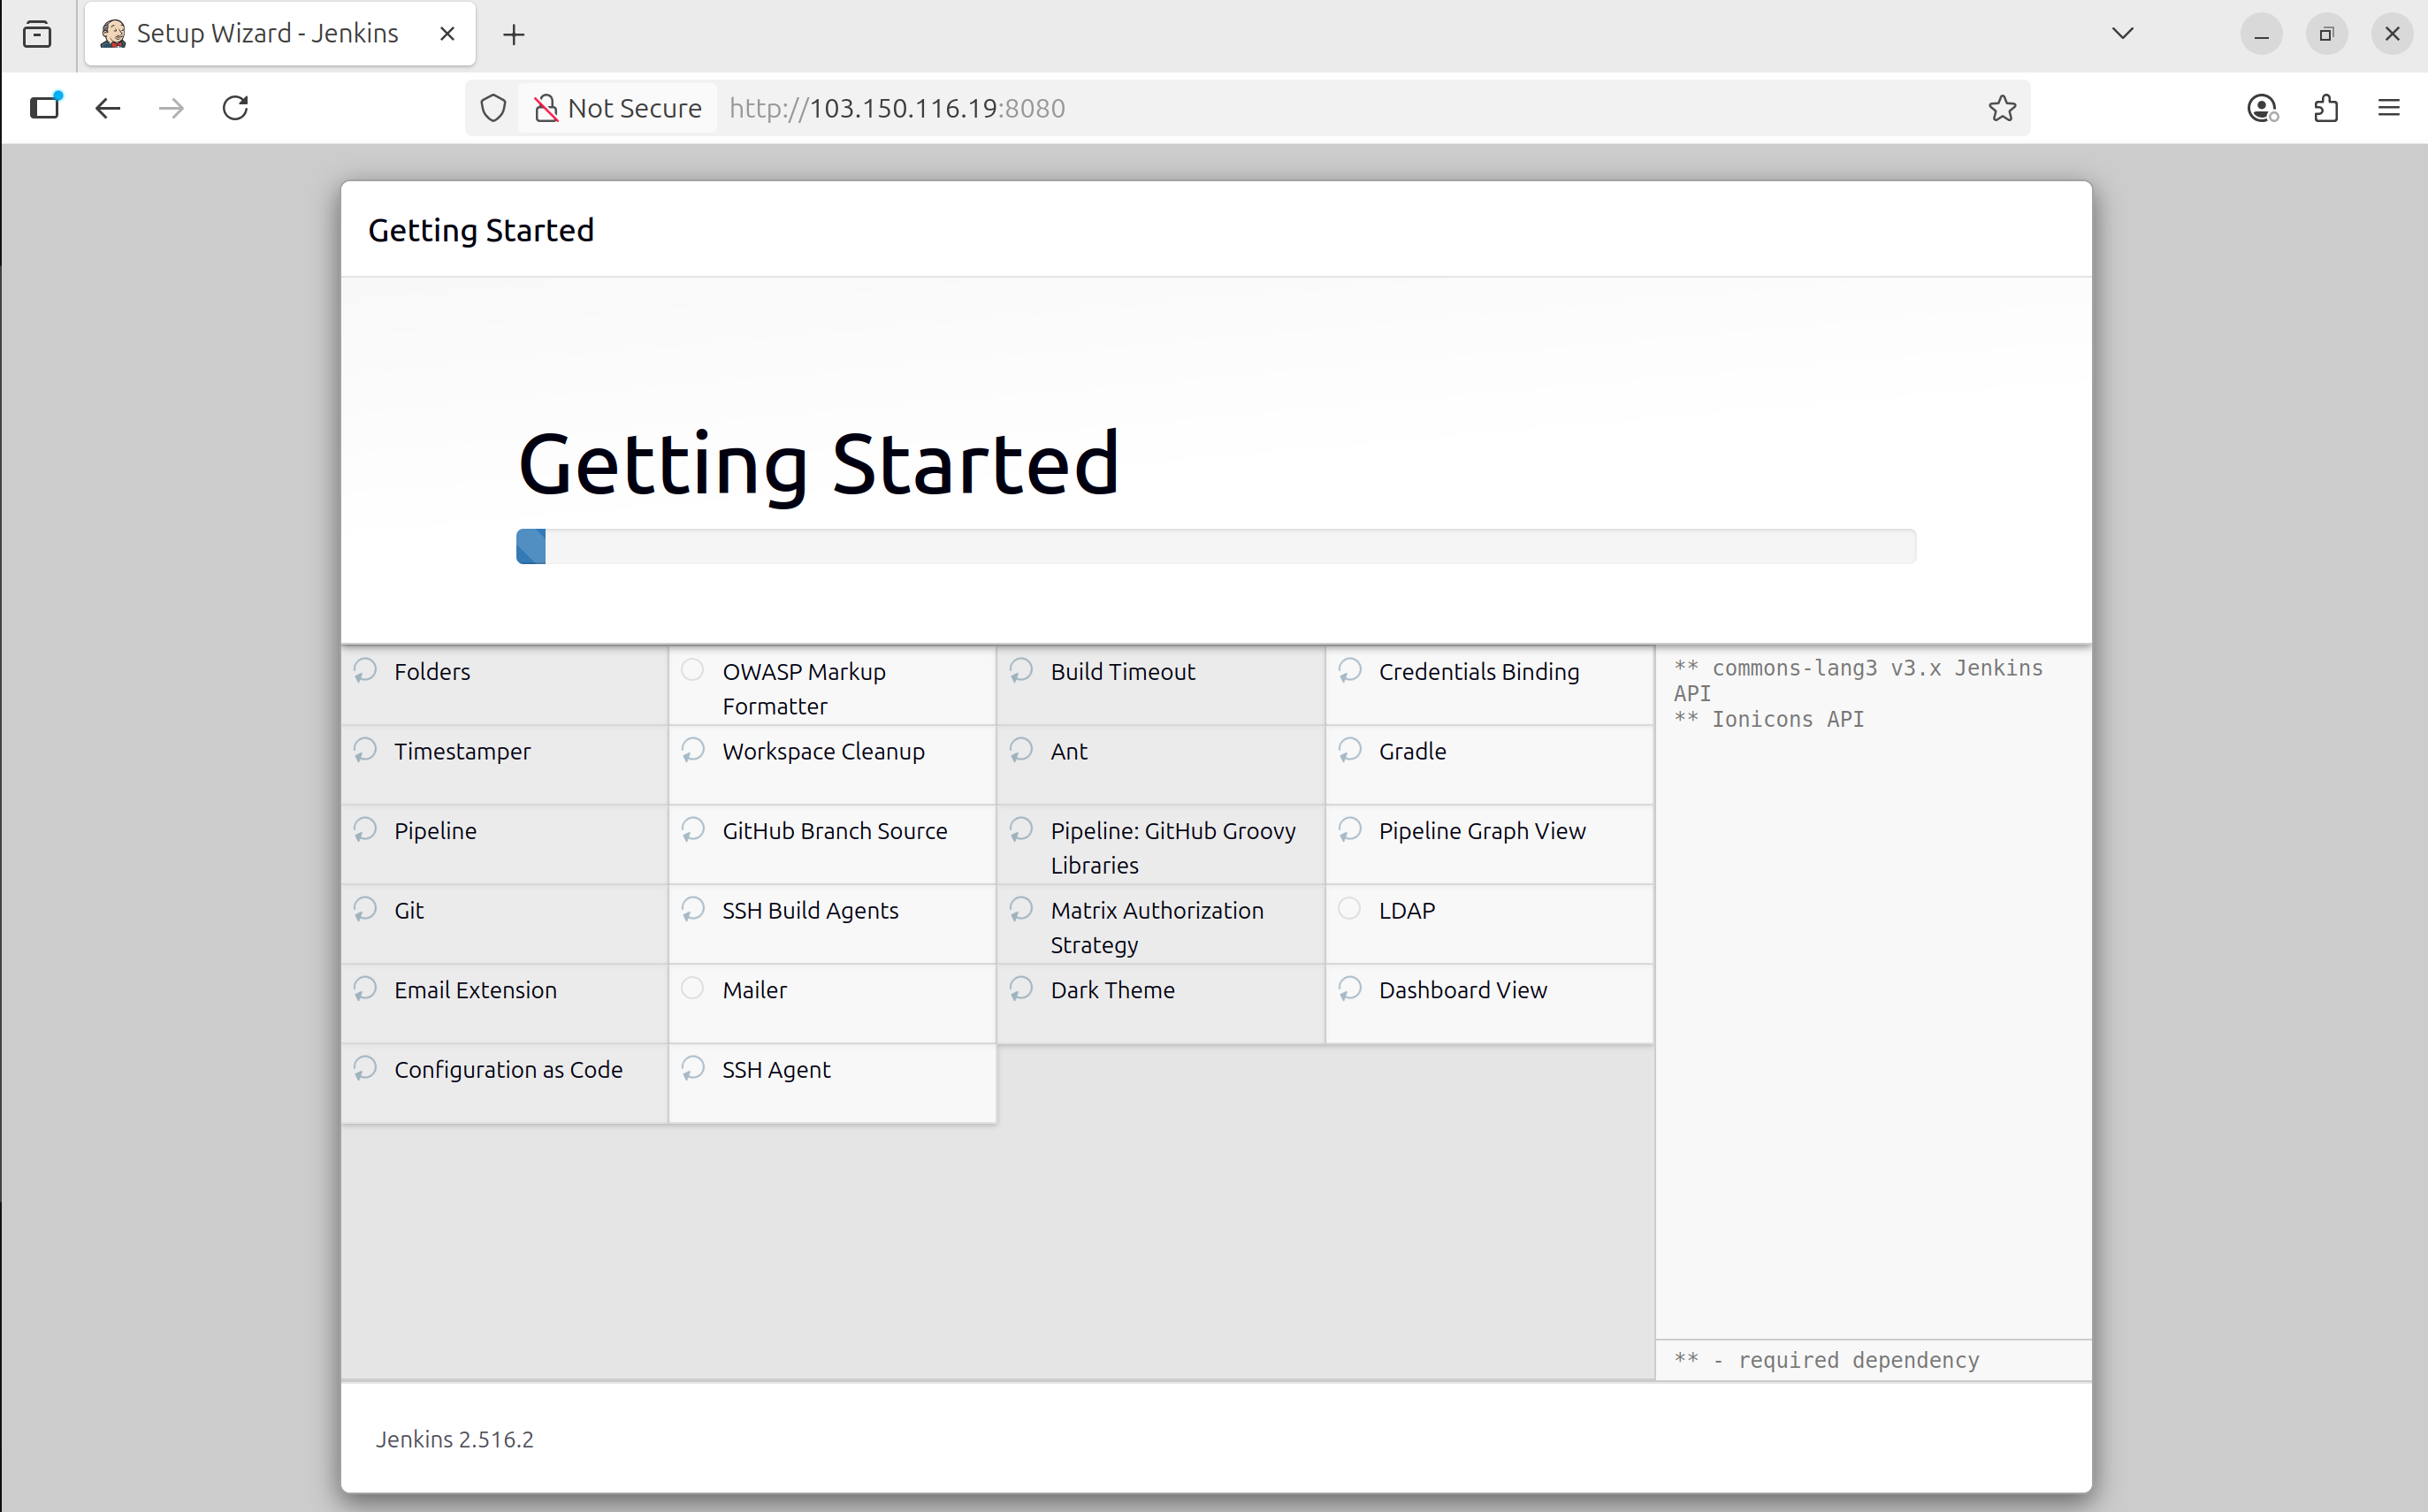 Setup Wizard - Jenkins
Not Secure http://103.150.116.19:8080
Getting Started
Getting Started
Folders
OWASP Markup
Formatter
Build Timeout
Credentials Binding
Timestamper
Workspace Cleanup
Ant
Gradle
Pipeline
GitHub Branch Source
Pipeline: GitHub Groovy
Libraries
Pipeline Graph View
Git
SSH Build Agents
Matrix Authorization
Strategy
LDAP
Email Extension
Mailer
Dark Theme
Dashboard View
Configuration as Code
SSH Agent
** commons-lang3 v3.x Jenkins
API
** Ionicons API
** - required dependency
Jenkins 2.516.2